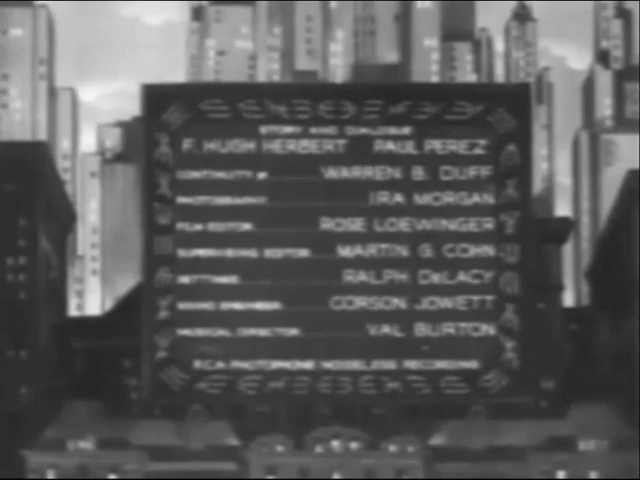 STORY AND DIALOGUE
F. HUGH HERBERT PAUL PEREZ
CONTINUITY BY WARREN B. DUFF
PHOTOGRAPHY IRA MORGAN
FILM EDITOR ROSE LOEWINGER
SUPERVISING EDITOR MARTIN G. COHN
SETTINGS RALPH DeLACY
SOUND ENGINEER CORSON JOWETT
MUSICAL DIRECTOR VAL BURTON
RCA PHOTOPHONE NOISELESS RECORDING